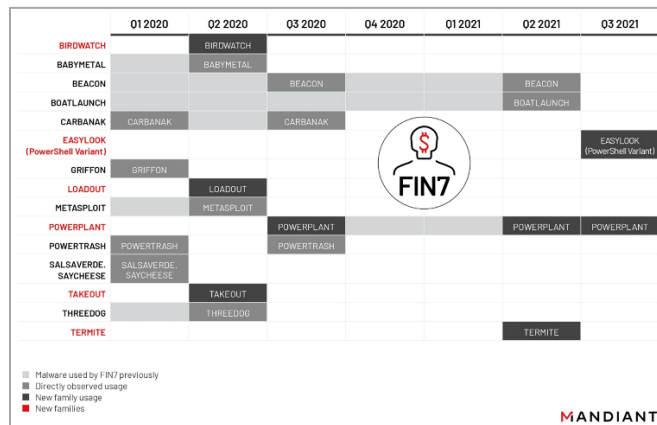 Q1 2020 Q2 2020 Q3 2020 Q4 2020 Q1 2021 Q2 2021 Q3 2021
BIRDWATCH BIRDWATCH
BABYMETAL BABYMETAL
BEACON BEACON BEACON
BOATLAUNCH BOATLAUNCH
CARBANAK CARBANAK CARBANAK
EASYLOOK
(PowerShell Variant)
EASYLOOK
(PowerShell Variant)
$
FIN7
GRIFFON GRIFFON
LOADOUT LOADOUT
METASPLOIT METASPLOIT
POWERPLANT POWERPLANT POWERPLANT POWERPLANT
POWERTRASH POWERTRASH POWERTRASH
SALSAVERDE,
SAYCHEESE
SALSAVERDE,
SAYCHEESE
TAKEOUT TAKEOUT
THREEDOG THREEDOG
TERMITE TERMITE
Malware used by FIN7 previously
Directly observed usage
New family usage
New families
MANDIANT